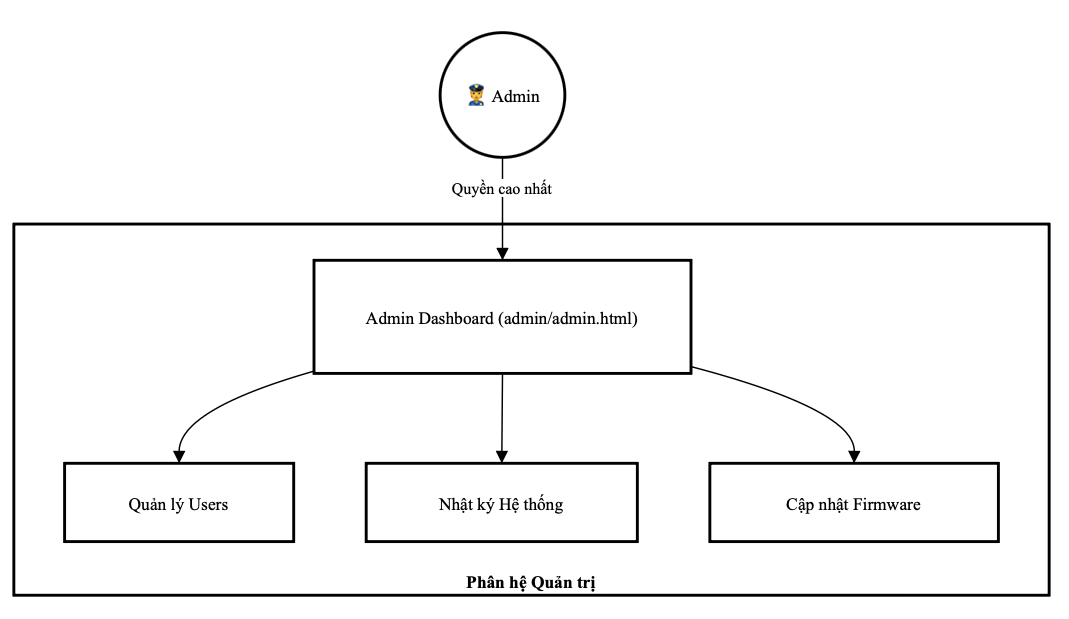 👮 Admin
Quyền cao nhất
Admin Dashboard (admin/admin.html)
Quản lý Users
Nhật ký Hệ thống
Cập nhật Firmware
Phân hệ Quản trị